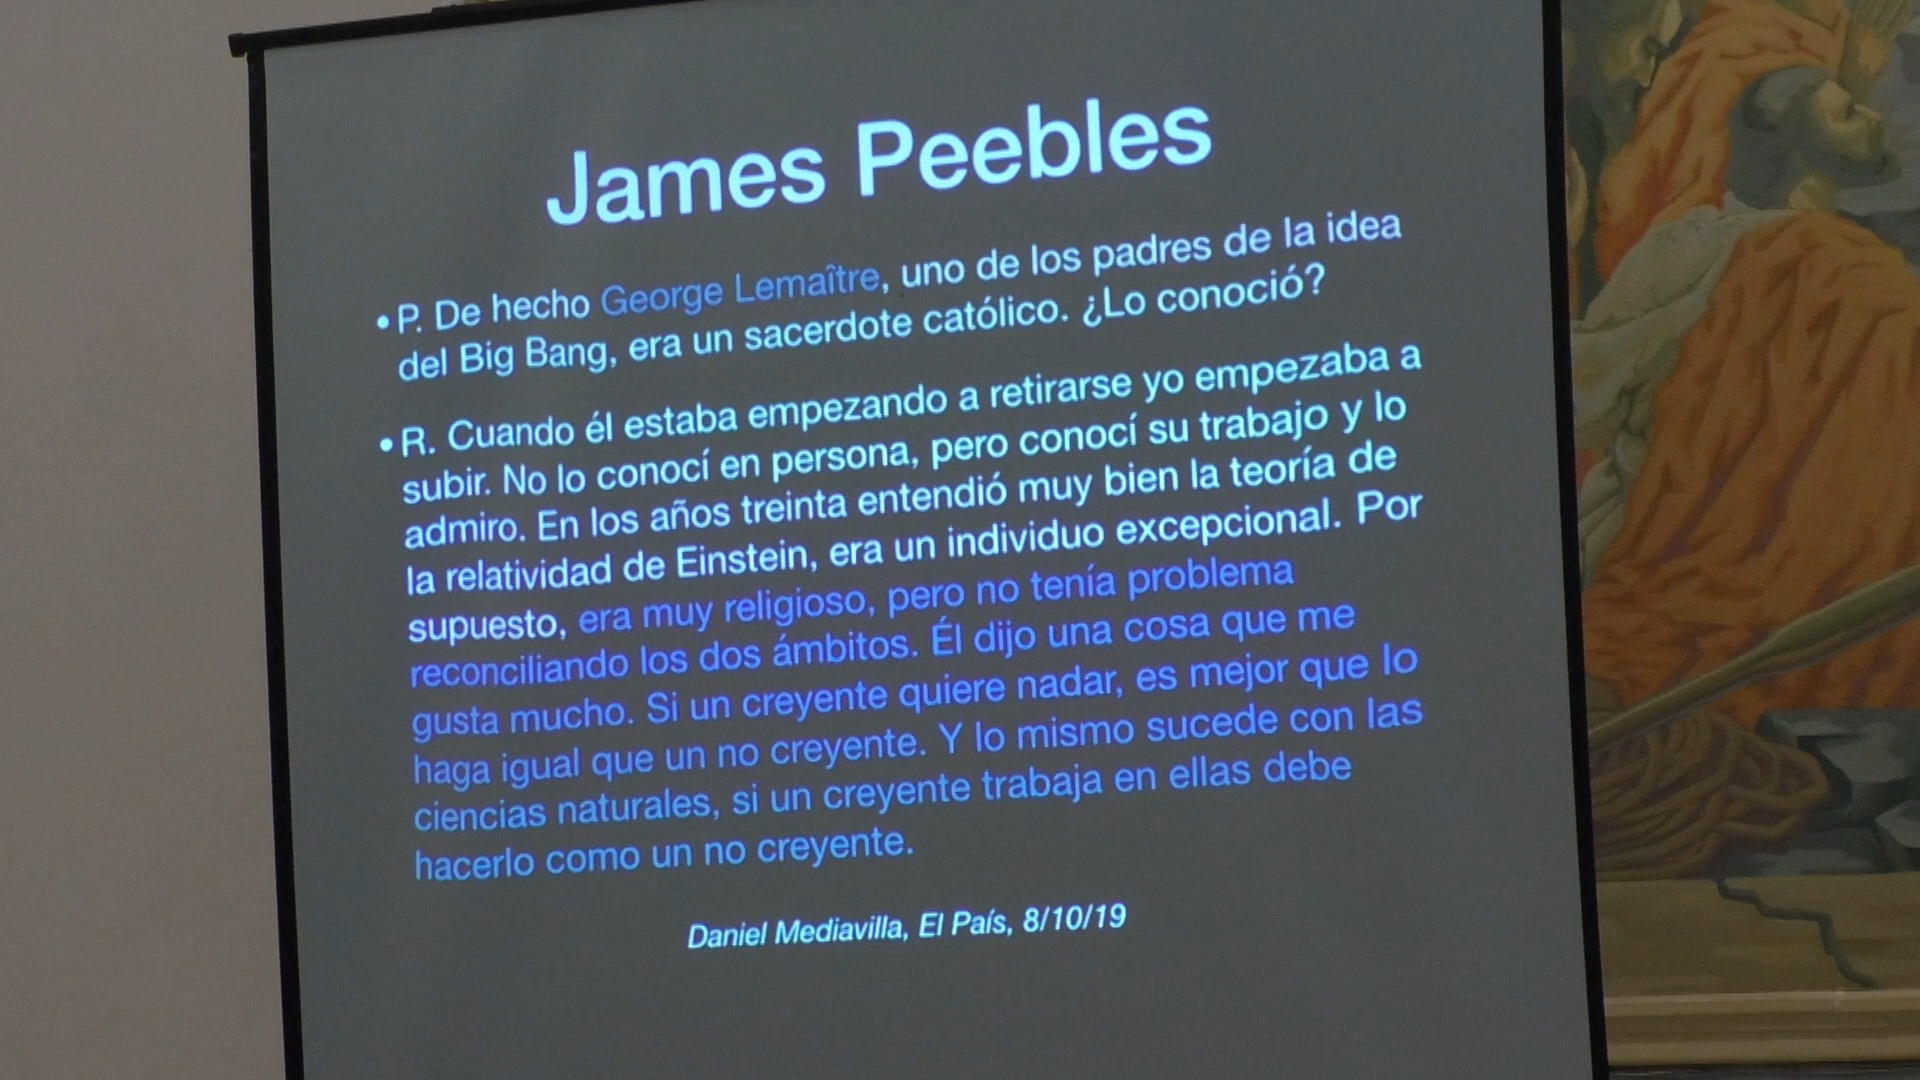 James Peebles
• P. De hecho George Lemaître, uno de los padres de la idea
del Big Bang, era un sacerdote católico. ¿Lo conoció?
• R. Cuando él estaba empezando a retirarse yo empezaba a
subir. No lo conocí en persona, pero conocí su trabajo y lo
admiro. En los años treinta entendió muy bien la teoría de
la relatividad de Einstein, era un individuo excepcional. Por
supuesto, era muy religioso, pero no tenía problema
reconciliando los dos ámbitos. Él dijo una cosa que me
gusta mucho. Si un creyente quiere nadar, es mejor que lo
haga igual que un no creyente. Y lo mismo sucede con las
ciencias naturales, si un creyente trabaja en ellas debe
hacerlo como un no creyente.
Daniel Mediavilla, El País, 8/10/19